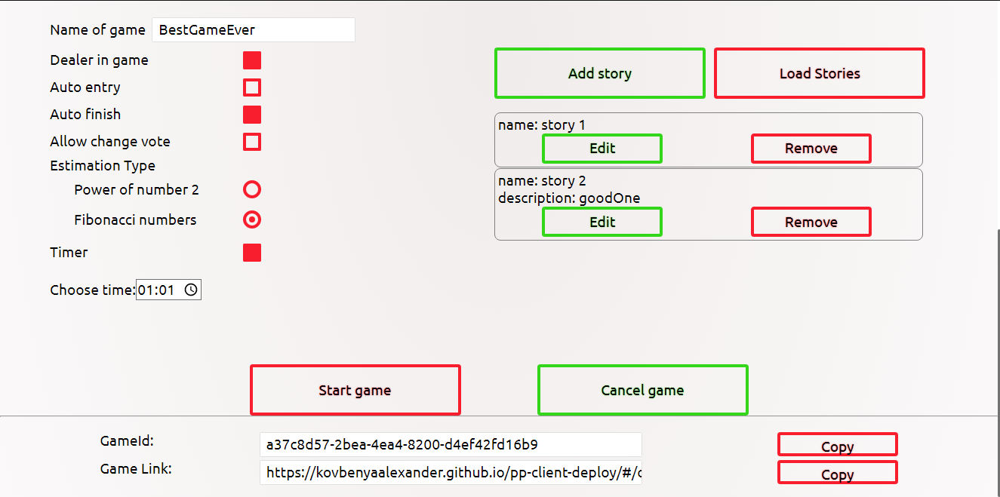 Name of game BestGameEver
Dealer in game
Auto entry
Auto finish
Allow change vote
Estimation Type
Power of number 2
Fibonacci numbers
Timer
Choose time: 01:01
Add story Load Stories
name: story 1
Edit Remove
name: story 2
description: goodOne
Edit Remove
Start game Cancel game
GameId: a37c8d57-2bea-4ea4-8200-d4ef42fd16b9 Copy
Game Link: https://kovbenyaalexander.github.io/pp-client-deploy/#/ Copy